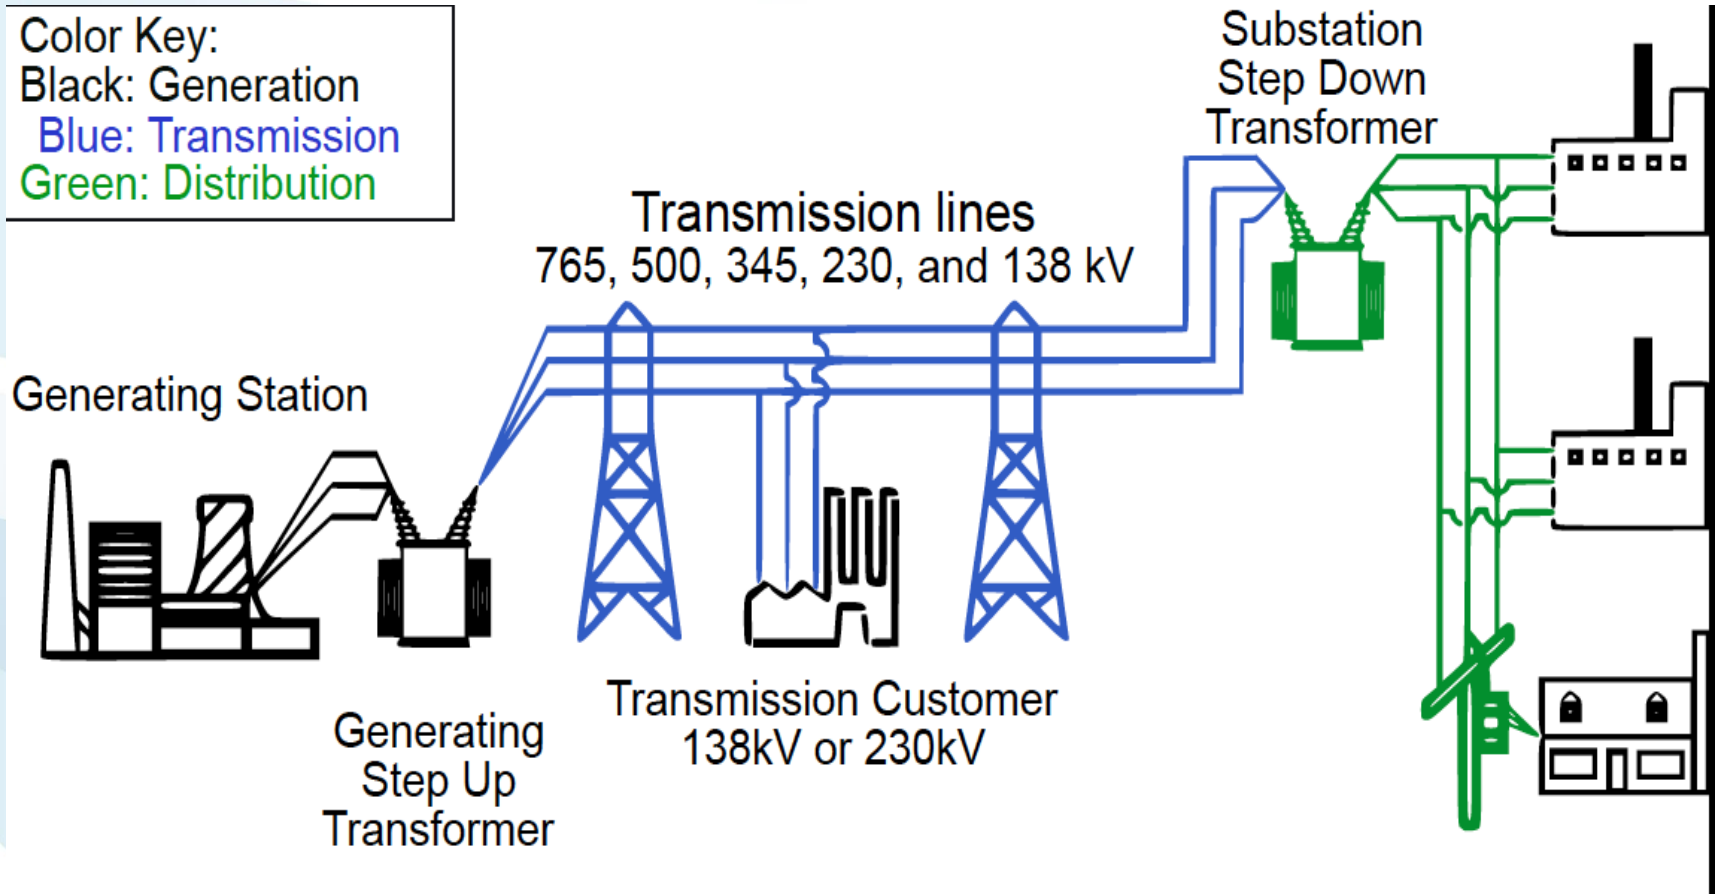 Color Key:
Black: Generation
Blue: Transmission
Green: Distribution
Substation
Step Down
Transformer
Transmission lines
765, 500, 345, 230, and 138 kV
Generating Station
Transmission Customer
138kV or 230kV
Generating
Step Up
Transformer